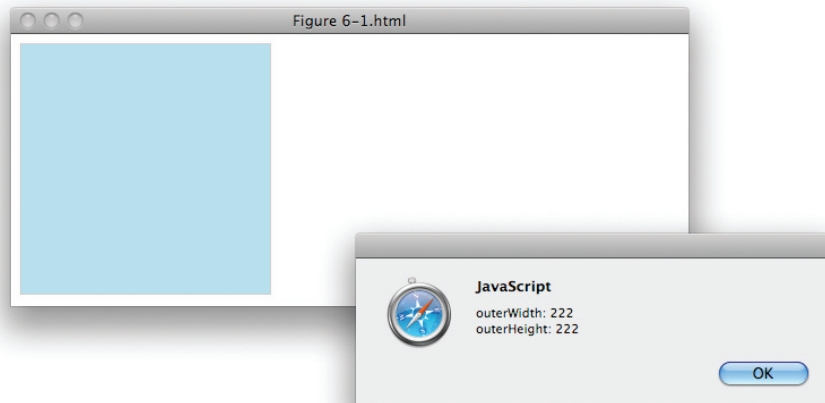 Figure 6-1.html
JavaScript
outerWidth: 222
outerHeight: 222
OK